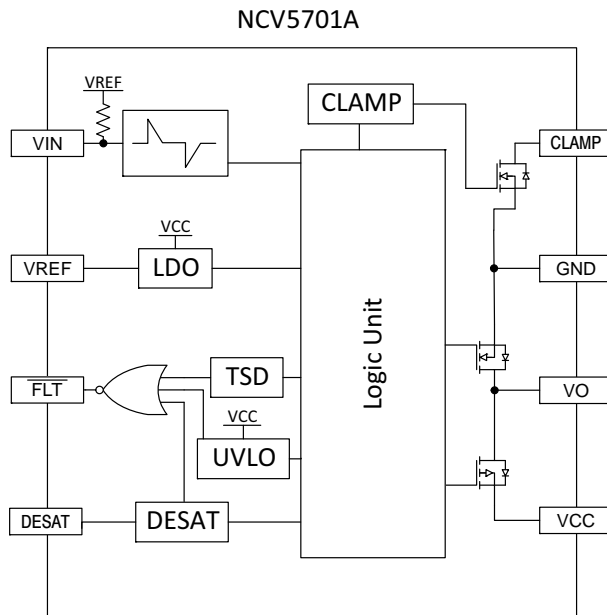 NCV5701A
VREF
CLAMP
VIN
CLAMP
VCC
VREF
LDO
GND
Logic Unit
FLT
TSD
VO
VCC
UVLO
DESAT
DESAT
VCC